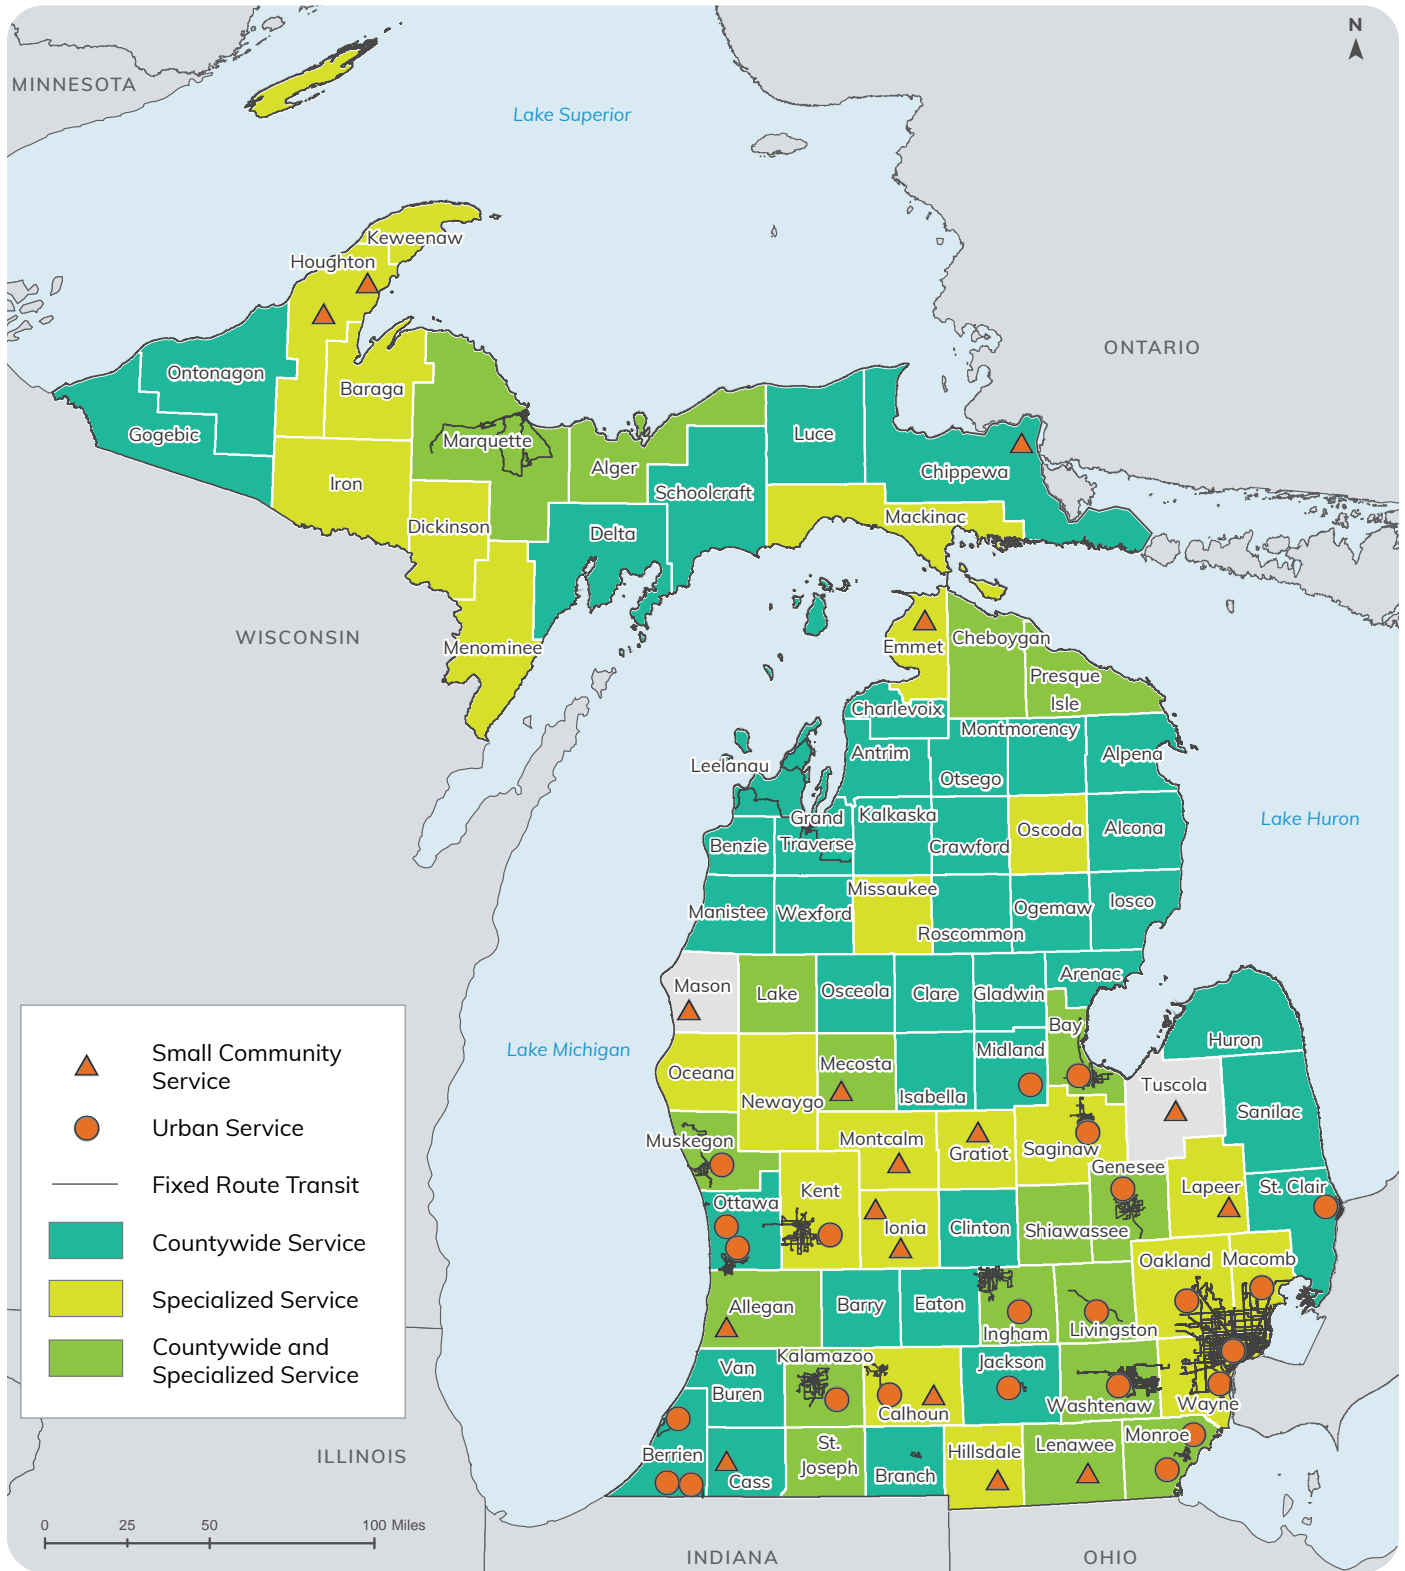 N
MINNESOTA
Lake Superior
Keweenaw
Houghton
ONTARIO
Ontonagon
Baraga
Gogebic
Marquette
Luce
Alger
Chippewa
Iron
Schoolcraft
Dickinson
Mackinac
Delta
WISCONSIN
Menominee
Emmet
Cheboygan
Presque
Isle
Charlevoix
Montmorency
Antrim
Alpena
Leelanau
Otsego
Grand
Traverse
Kalkaska
Lake Huron
Oscoda
Alcona
Benzie
Crawford
Missaukee
Manistee
Wexford
Ogemaw
Iosco
Roscommon
Arenac
Mason
Lake
Osceola
Clare
Gladwin
Bay
Huron
Lake Michigan
Midland
Mecosta
Oceana
Tuscola
Newaygo
Isabella
Sanilac
Muskegon
Montcalm
Gratiot
Saginaw
Genesee
Kent
Lapeer
St. Clair
Ottawa
Ionia
Clinton
Shiawassee
Oakland
Macomb
Allegan
Barry
Eaton
Ingham
Livingston
Kalamazoo
Van
Buren
Jackson
Calhoun
Washtenaw
Wayne
Berrien
Cass
St.
Joseph
Branch
Hillsdale
Lenawee
Monroe
Small Community
Service
Urban Service
Fixed Route Transit
Countywide Service
Specialized Service
Countywide and
Specialized Service
ILLINOIS
0 25 50 100 Miles
INDIANA
OHIO